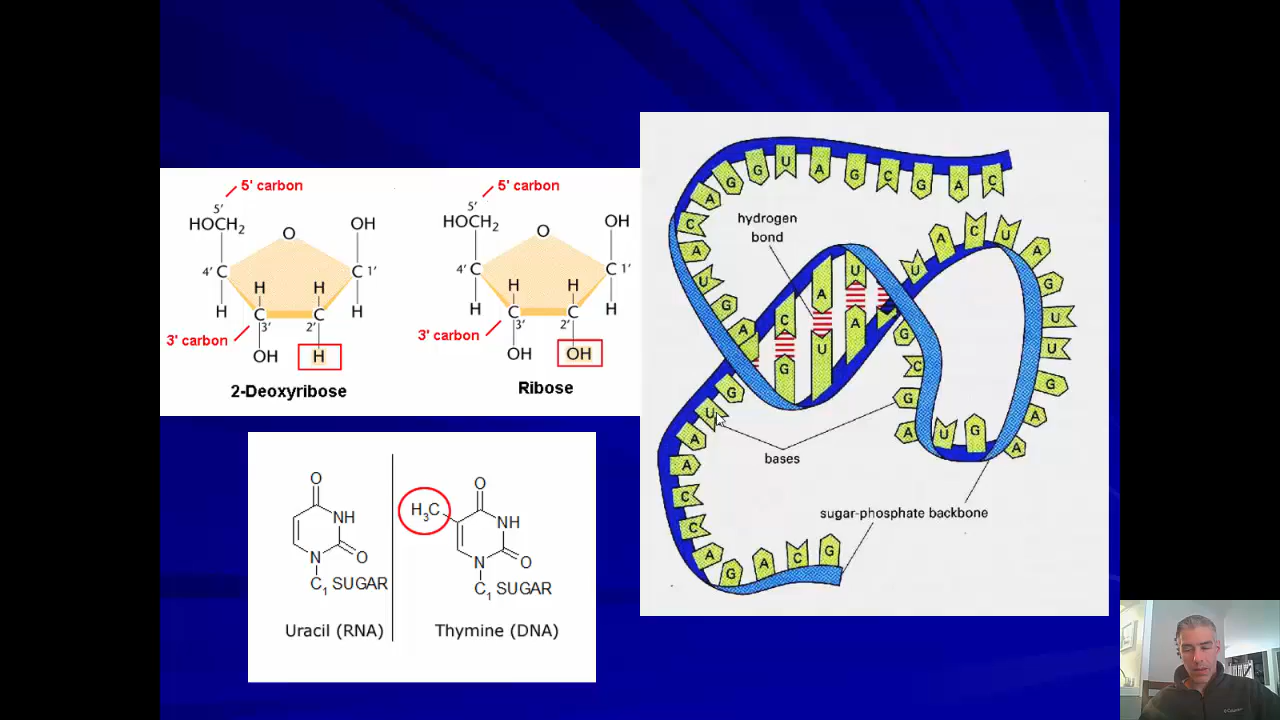 5' carbon
5'
HOCH₂
O
OH
4'
C
C
1'
H
H
H
C
C
H
3'
2'
3' carbon
OH
H
2-Deoxyribose
5' carbon
5'
HOCH₂
O
OH
4'
C
C
1'
H
H
H
C
C
H
3'
2'
3' carbon
OH
OH
Ribose
O
NH
N
O
C₁ SUGAR
Uracil (RNA)
H₃C
O
NH
N
O
C₁ SUGAR
Thymine (DNA)
hydrogen
bond
bases
sugar-phosphate backbone
C A G C G A U G G A C A U G A
G C A U
C A U A
U A C U A G U U G A A G U A G C G
G U A A C C A G A C G